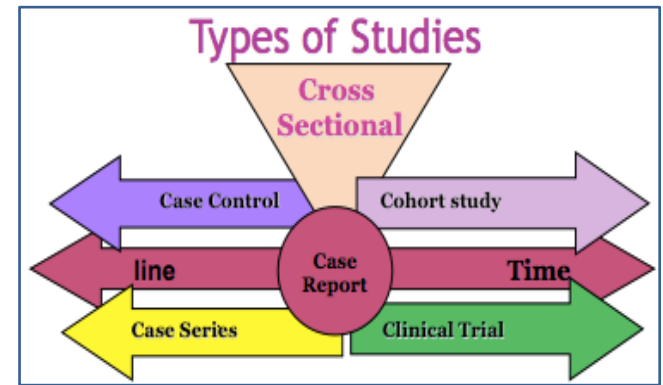 Types of Studies
Cross
Sectional
Case Control
Cohort study
line
Case
Report
Time
Case Series
Clinical Trial